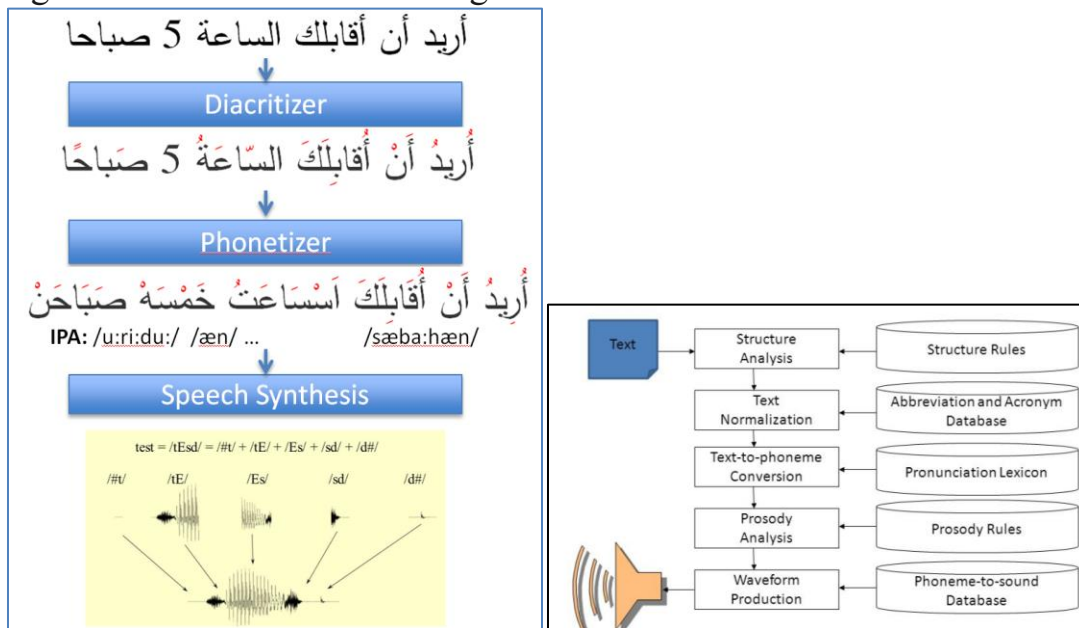 أريد أن أقابلك الساعة 5 صباحا
Diacritizer
أُريدُ أَنْ أُقابِلَكَ السّاعَةُ 5 صَباحًا
Phonetizer
أُرِيدُ أَنْ أُقَابِلَكَ اَسْسَاعَتُ خَمْسَهْ صَبَاحَنْ
IPA: /u:ri:du:/ /æn/ ... /sæba:hæn/
Speech Synthesis
test = /tEsd/ = /#t/ + /tE/ + /Es/ + /sd/ + /d#/
/#t/ /tE/ /Es/ /sd/ /d#/
Text
Structure
Analysis
Structure Rules
Text
Normalization
Abbreviation and Acronym
Database
Text-to-phoneme
Conversion
Pronunciation Lexicon
Prosody
Analysis
Prosody Rules
Waveform
Production
Phoneme-to-sound
Database